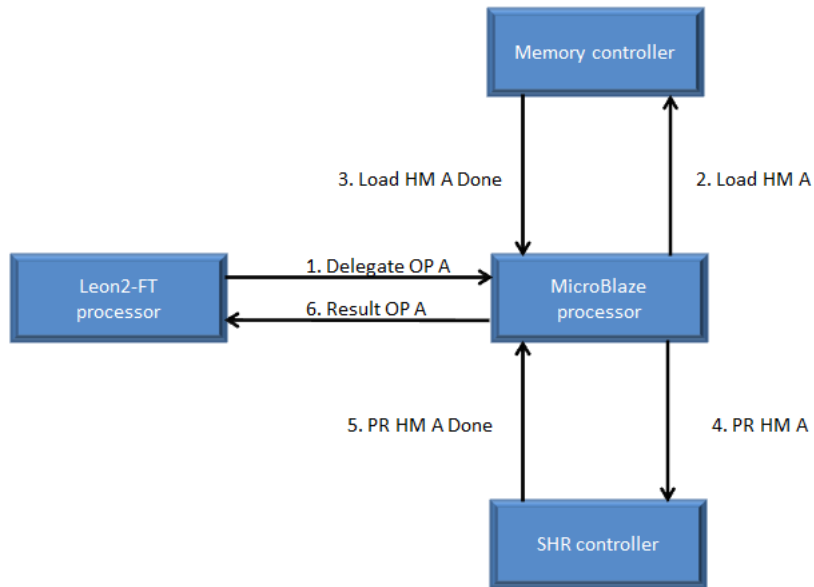 Memory controller
3. Load HM A Done
2. Load HM A
Leon2-FT
processor
1. Delegate OP A
6. Result OP A
MicroBlaze
processor
5. PR HM A Done
4. PR HM A
SHR controller